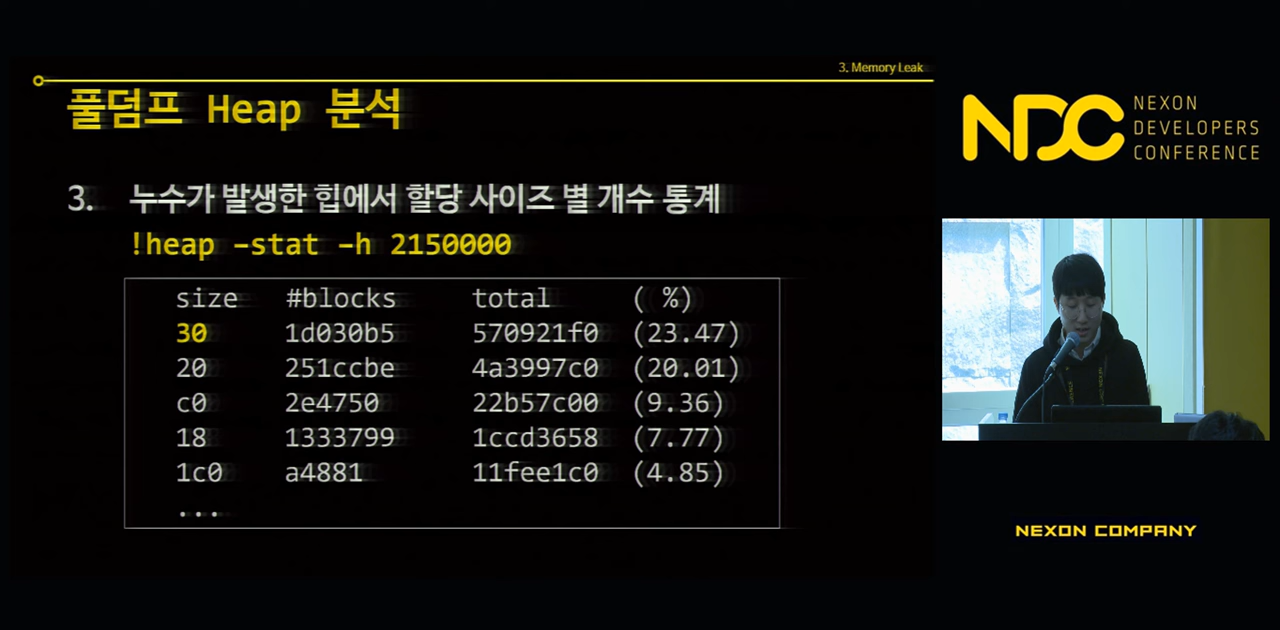 3. Memory Leak
풀덤프 Heap 분석
3. 누수가 발생한 힙에서 할당 사이즈 별 개수 통계
!heap –stat –h 2150000
size #blocks total ( %)
30 1d030b5 570921f0 (23.47)
20 251ccbe 4a3997c0 (20.01)
c0 2e4750 22b57c00 (9.36)
18 1333799 1ccd3658 (7.77)
1c0 a4881 11fee1c0 (4.85)
...
NDC
NEXON
DEVELOPERS
CONFERENCE
NEXON COMPANY